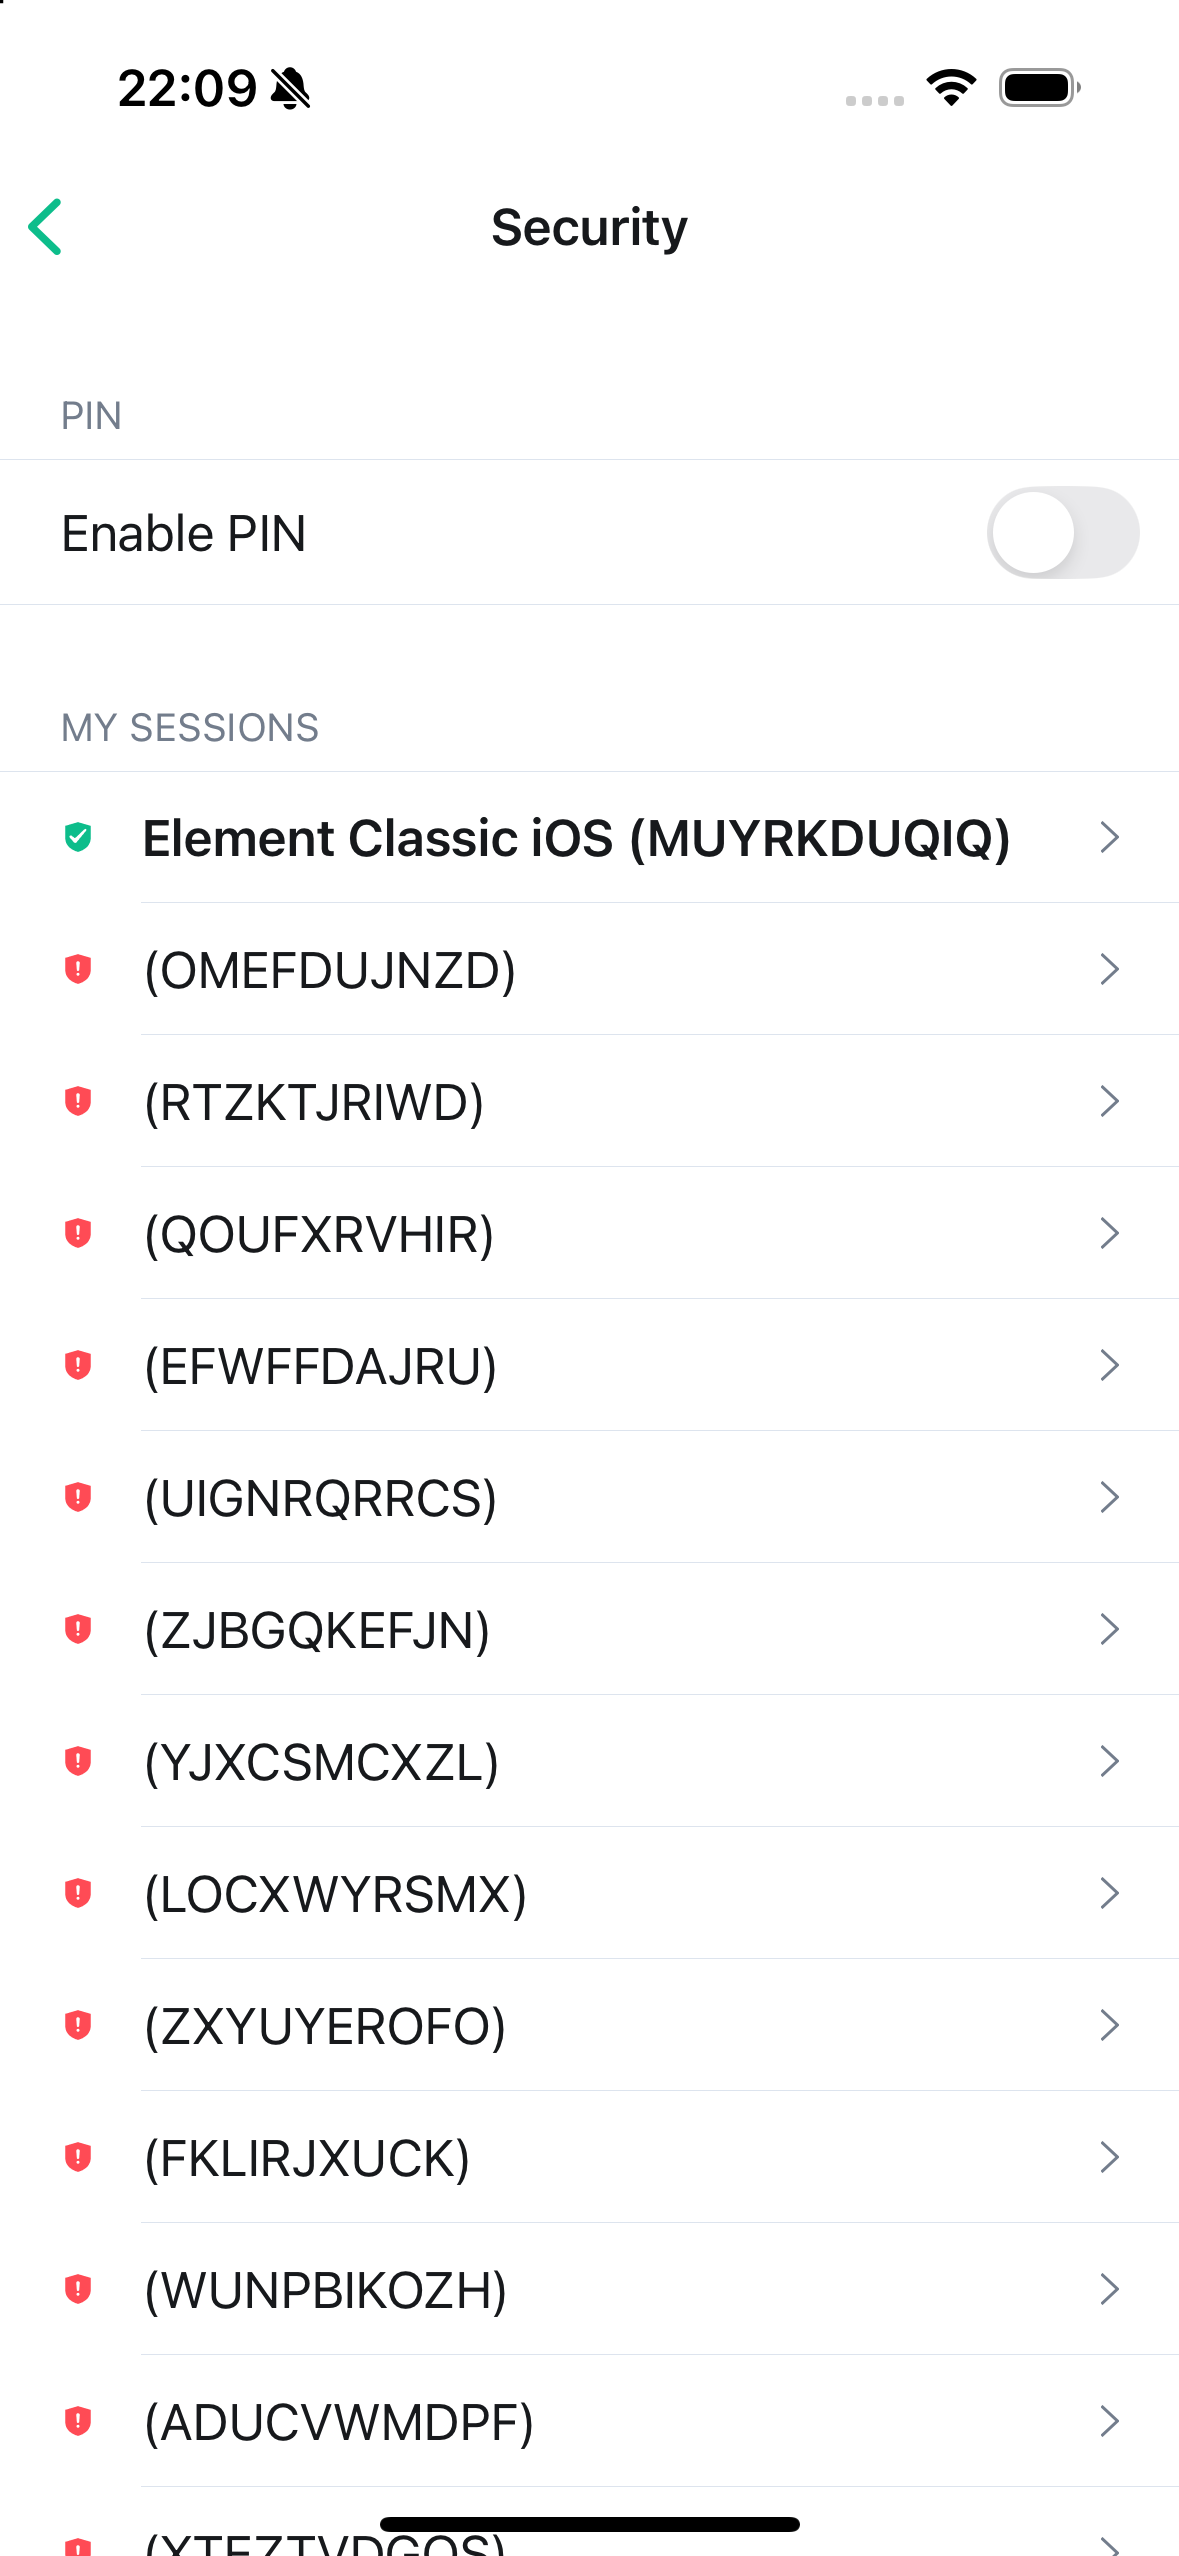 22:09
Security
PIN
Enable PIN
MY SESSIONS
Element Classic iOS (MUYRKDUQIQ)
(OMEFDUJNZD)
(RTZKTJRIWD)
(QOUFXRVHIR)
(EFWFFDAJRU)
(UIGNRQRRCS)
(ZJBGQKEFJN)
(YJXCSMCXZL)
(LOCXWYRSMX)
(ZXYUYEROFO)
(FKLIRJXUCK)
(WUNPBIKOZH)
(ADUCVWMDPF)